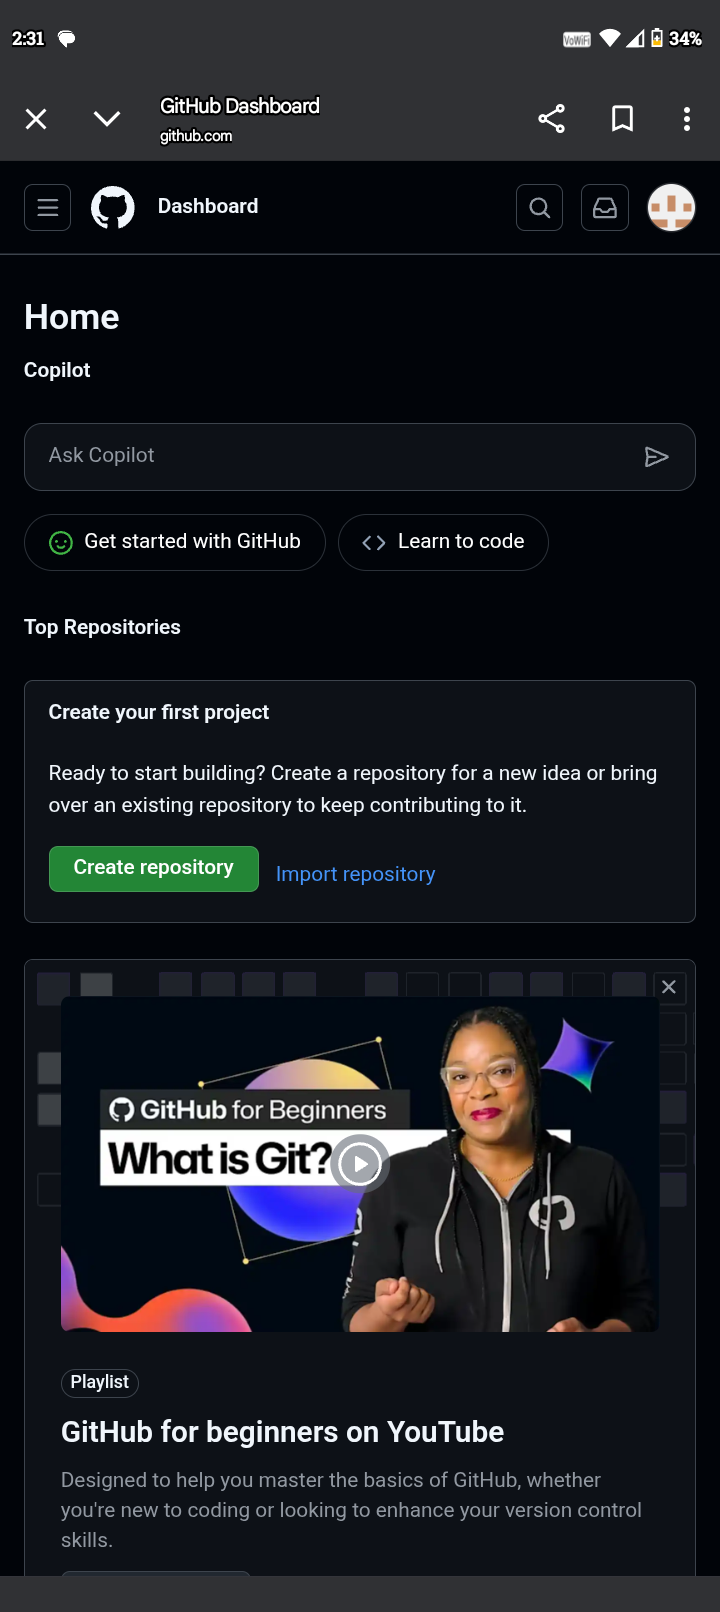 2:31
VoWiFi
34%
GitHub Dashboard
github.com
Dashboard
Home
Copilot
Ask Copilot
Get started with GitHub
Learn to code
Top Repositories
Create your first project
Ready to start building? Create a repository for a new idea or bring
over an existing repository to keep contributing to it.
Create repository
Import repository
GitHub for Beginners
What is Git?
Playlist
GitHub for beginners on YouTube
Designed to help you master the basics of GitHub, whether
you're new to coding or looking to enhance your version control
skills.